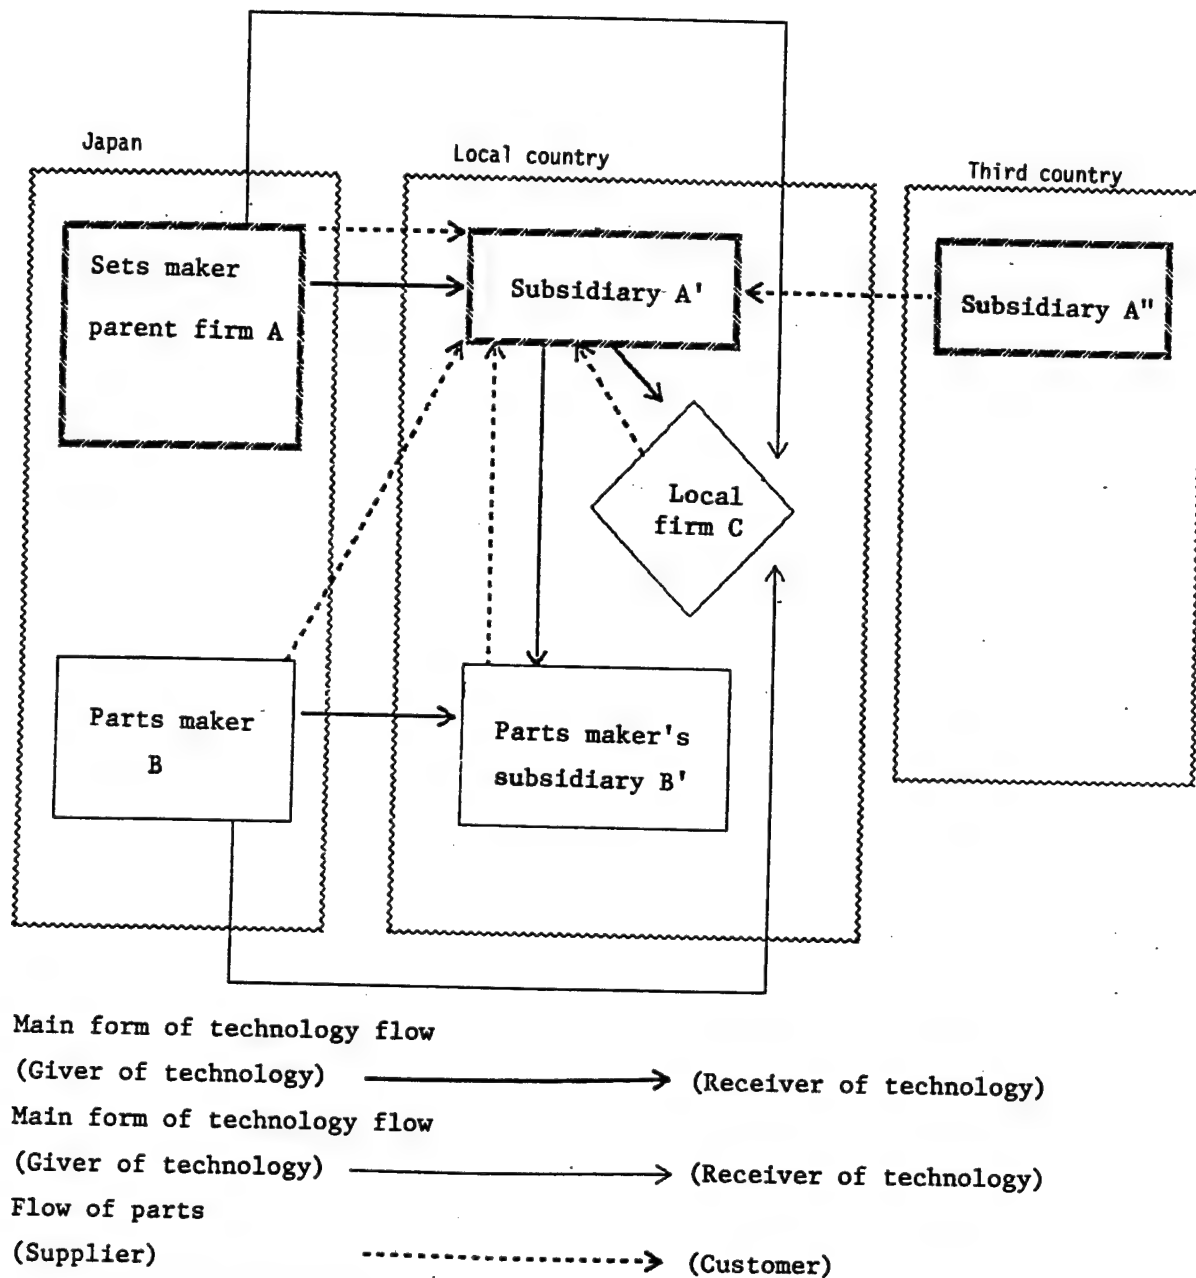 Japan
Local country
Third country
Sets maker
parent firm A
Subsidiary A'
Subsidiary A"
Local
firm C
Parts maker
B
Parts maker's
subsidiary B'
Main form of technology flow
(Giver of technology) (Receiver of technology)
Main form of technology flow
(Giver of technology) (Receiver of technology)
Flow of parts
(Supplier) (Customer)